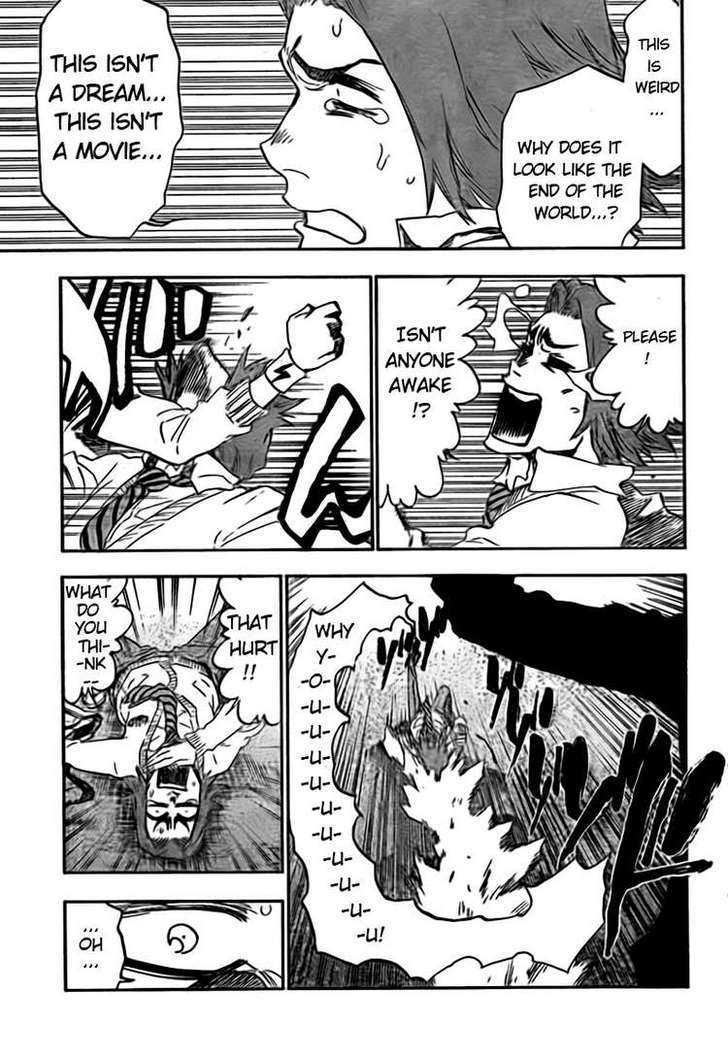 THIS
IS
WEIRD
...
WHY DOES IT
LOOK LIKE THE
END OF THE
WORLD...?
THIS ISN'T
A DREAM...
THIS ISN'T
A MOVIE...
PLEASE
!
ISN'T
ANYONE
AWAKE
!?
WHY
Y-
-O-
-U-
-U-
-U-
-U-
-U-
-U-
-U-
-U-
-U-
-U-
-U!
THAT
HURT
!!
WHAT
DO
YOU
THI-
-NK
--
...
OH
...